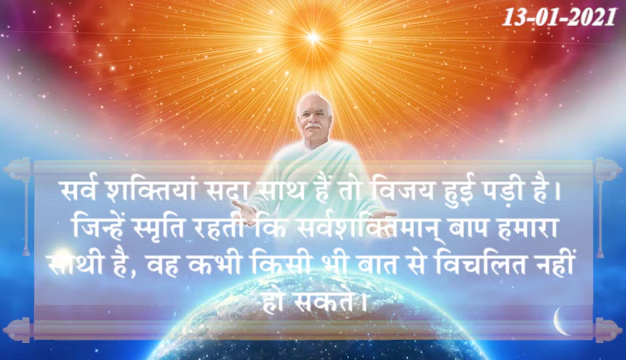 13-01-2021
सर्व शक्तियां सदा साथ हैं तो विजय हुई पड़ी है।
जिन्हें स्मृति रहती कि सर्वशक्तिमान् बाप हमारा
साथी है, वह कभी किसी भी बात से विचलित नहीं
हो सकते।